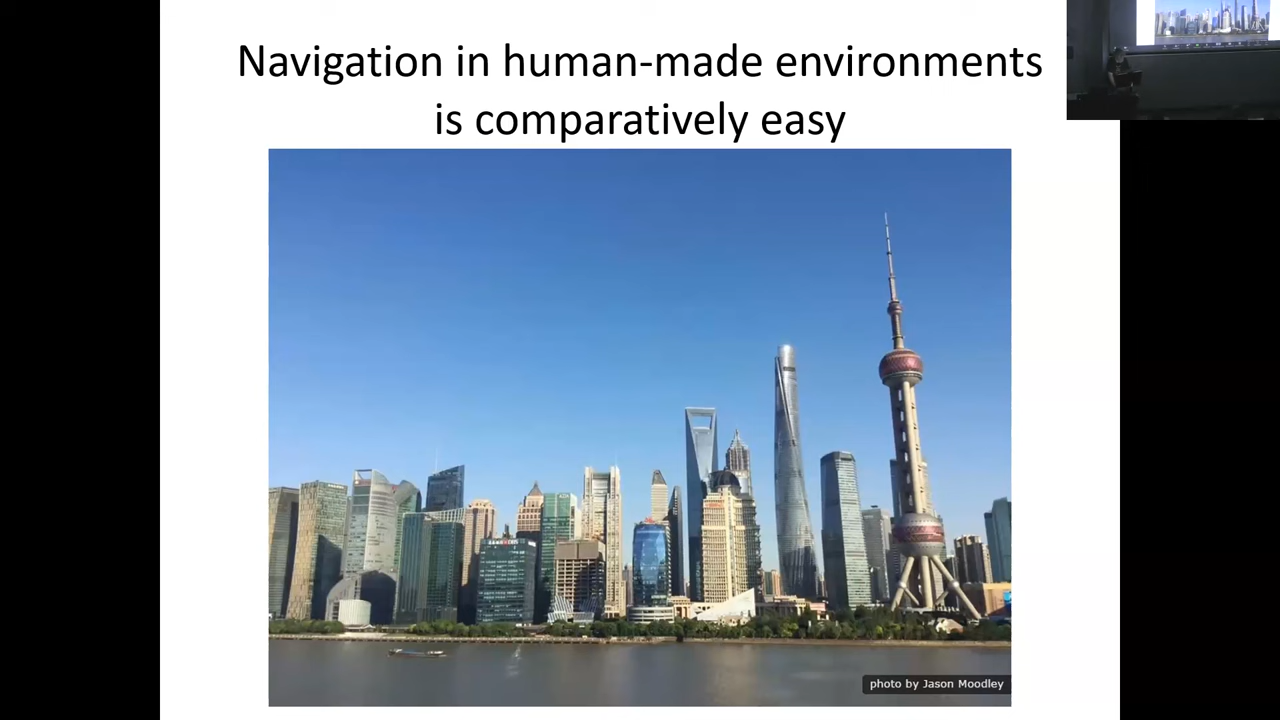 Navigation in human-made environments
is comparatively easy
photo by Jason Moodley